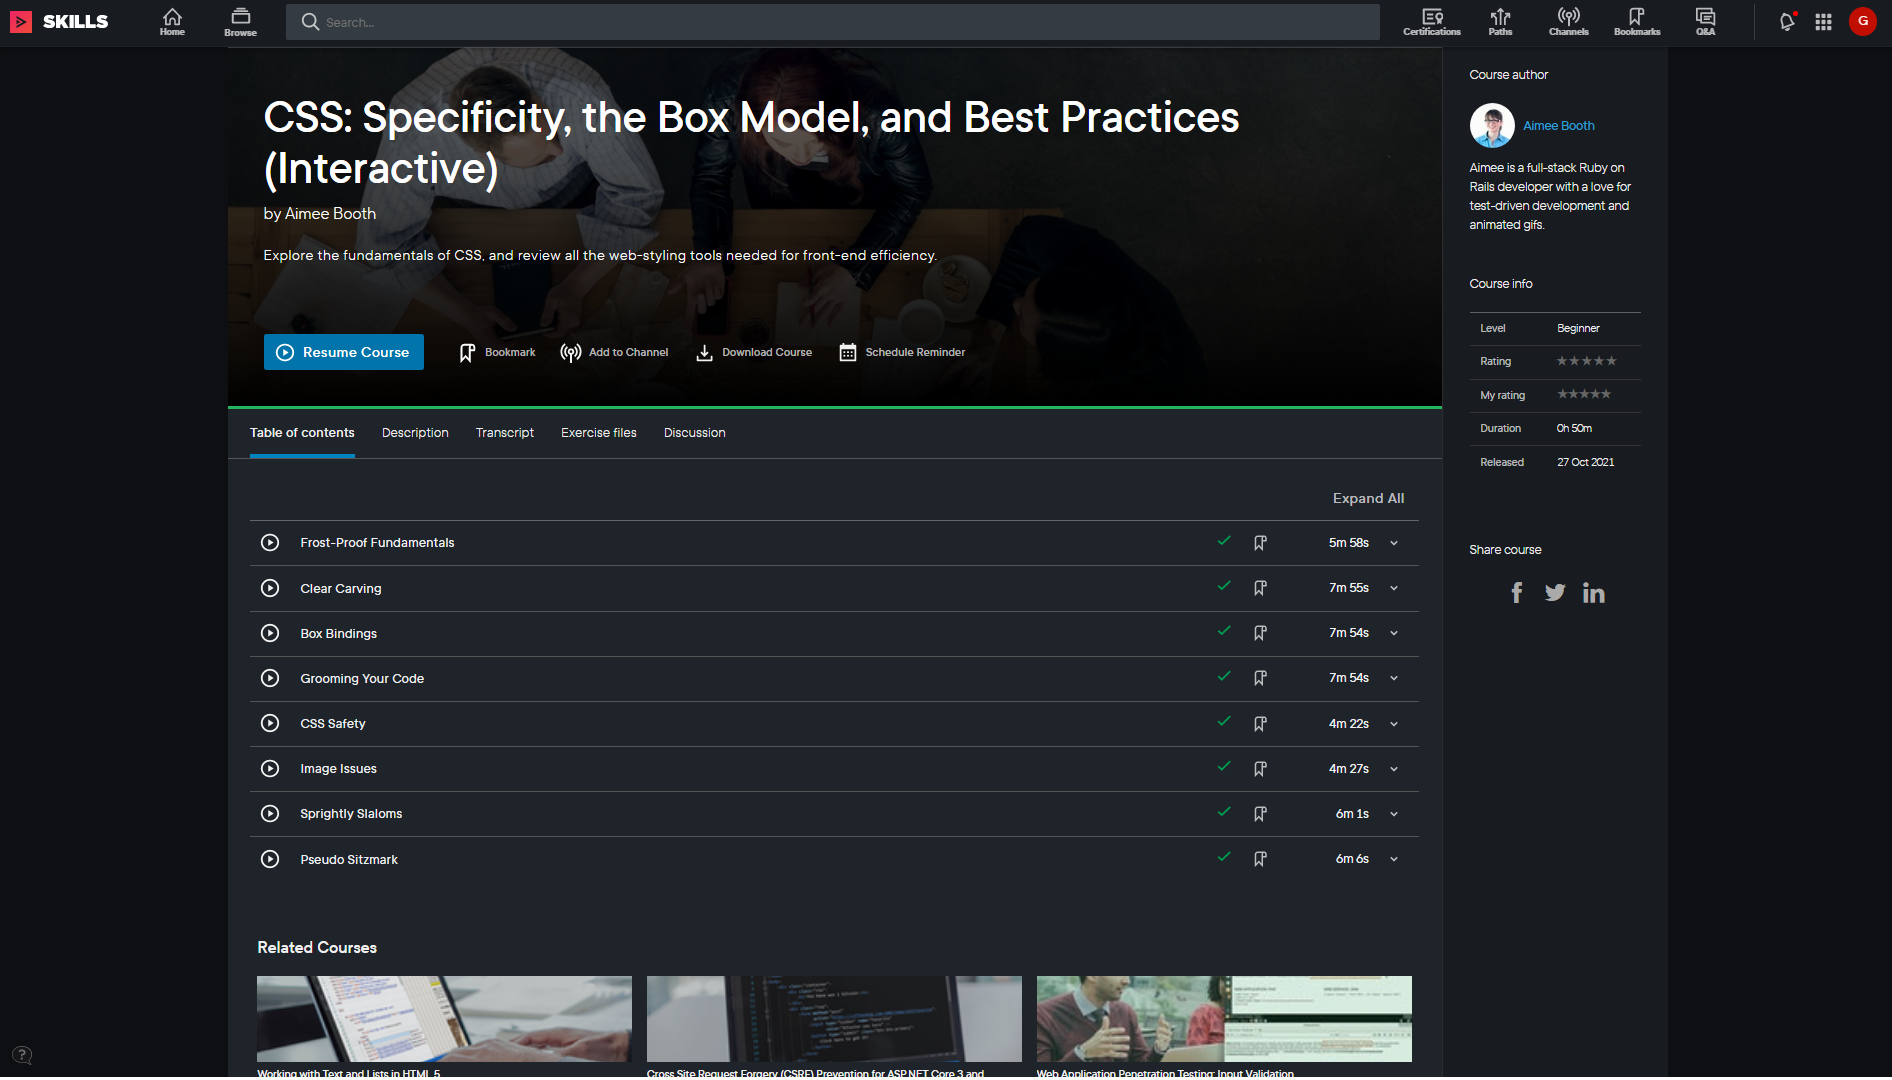 SKILLS
Home
Browse
Search...
Certifications
Paths
Channels
Bookmarks
Q&A
G
CSS: Specificity, the Box Model, and Best Practices
(Interactive)
by Aimee Booth
Explore the fundamentals of CSS, and review all the web-styling tools needed for front-end efficiency.
Resume Course
Bookmark
Add to Channel
Download Course
Schedule Reminder
Table of contents
Description
Transcript
Exercise files
Discussion
Expand All
Frost-Proof Fundamentals 5m 58s
Clear Carving 7m 55s
Box Bindings 7m 54s
Grooming Your Code 7m 54s
CSS Safety 4m 22s
Image Issues 4m 27s
Sprightly Slaloms 6m 1s
Pseudo Sitzmark 6m 6s
Related Courses
Working with Text and Lists in HTML 5
Cross Site Request Forgery (CSRF) Prevention for ASP.NET Core 3 and
Web Application Penetration Testing: Input Validation
Course author
Aimee Booth
Aimee is a full-stack Ruby on
Rails developer with a love for
test-driven development and
animated gifs.
Course info
Level Beginner
Rating
My rating
Duration 0h 50m
Released 27 Oct 2021
Share course
?